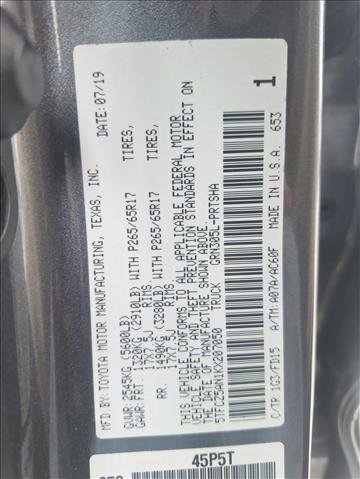 MFD. BY: TOYOTA MOTOR MANUFACTURING, TEXAS, INC. DATE: 07/19
GVWR: 2545KG (5600LB)
GAWR: FRT. 1320KG (2910LB) WITH P265/65R17 TIRES,
17X7.5J RIMS.
RR. 1490KG (3280LB) WITH P265/65R17 TIRES,
17X7.5J RIMS.
THIS VEHICLE CONFORMS TO ALL APPLICABLE FEDERAL MOTOR
VEHICLE SAFETY AND THEFT PREVENTION STANDARDS IN EFFECT ON
THE DATE OF MANUFACTURE SHOWN ABOVE.
5TFCZ5AN1KX207050 TRUCK GRN305L-PRTSHA 1
C/TR: 1G3/FD15 A/TM: A07A/AC60F MADE IN U.S.A. 653
45P5T